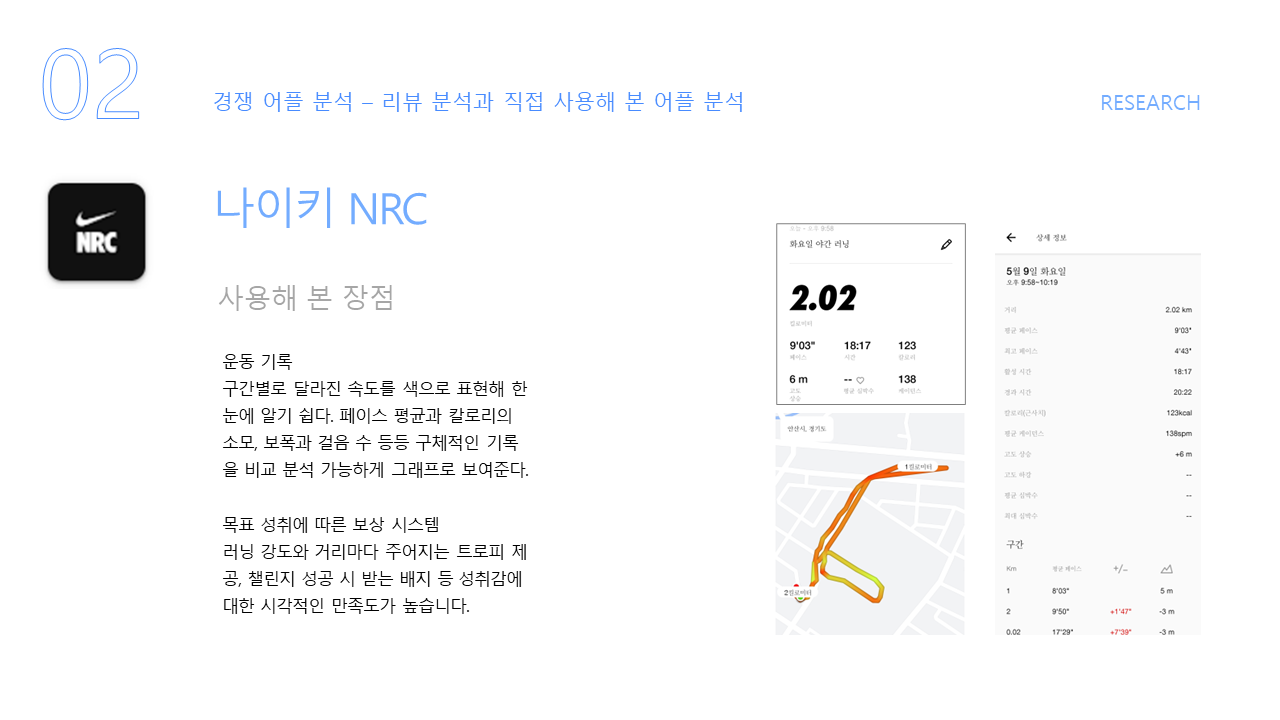 02
경쟁 어플 분석 – 리뷰 분석과 직접 사용해 본 어플 분석
RESEARCH
NRC
나이키 NRC
사용해 본 장점
운동 기록
구간별로 달라진 속도를 색으로 표현해 한
눈에 알기 쉽다. 페이스 평균과 칼로리의
소모, 보폭과 걸음 수 등등 구체적인 기록
을 비교 분석 가능하게 그래프로 보여준다.
목표 성취에 따른 보상 시스템
러닝 강도와 거리마다 주어지는 트로피 제
공, 챌린지 성공 시 받는 배지 등 성취감에
대한 시각적인 만족도가 높습니다.
오늘 - 오후 9:58
화요일 야간 러닝
2.02
킬로미터
9'03" 18:17 123
페이스 시간 칼로리
6 m -- 138
고도 상승 평균 심박수 케이던스
안산시, 경기도
1킬로미터
2킬로미터
상세 정보
5월 9일 화요일
오후 9:58~10:19
거리 2.02 km
평균 페이스 9'03"
최고 페이스 4'43"
활성 시간 18:17
경과 시간 20:22
칼로리(근사치) 123kcal
평균 케이던스 138spm
고도 상승 +6 m
고도 하강 --
평균 심박수 --
최대 심박수 --
구간
Km 평균 페이스 +/-
1 8'03" 5 m
2 9'50" +1'47" -3 m
0.02 17'29" +7'39" -3 m